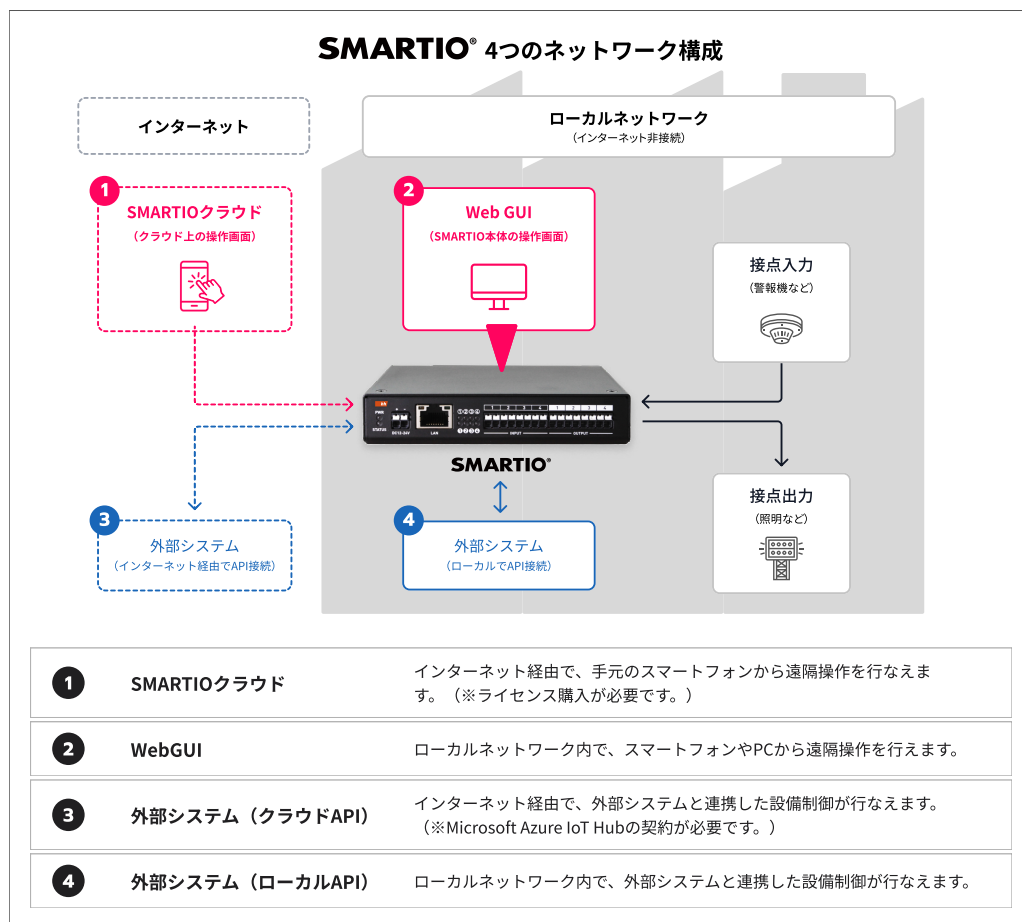 SMARTIO® 4つのネットワーク構成
インターネット
ローカルネットワーク
（インターネット非接続）
1
SMARTIOクラウド
（クラウド上の操作画面）
2
Web GUI
（SMARTIO本体の操作画面）
接点入力
（警報機など）
PWR
STATUS
DC12-24V
LAN
1 2 3 4 1 2 3 4
INPUT
OUTPUT
SMARTIO®
3
外部システム
（インターネット経由でAPI接続）
4
外部システム
（ローカルでAPI接続）
接点出力
（照明など）
1
SMARTIOクラウド
インターネット経由で、手元のスマートフォンから遠隔操作を行なえま
す。（※ライセンス購入が必要です。）
2
WebGUI
ローカルネットワーク内で、スマートフォンやPCから遠隔操作を行えます。
3
外部システム（クラウドAPI）
インターネット経由で、外部システムと連携した設備制御が行なえます。
（※Microsoft Azure IoT Hubの契約が必要です。）
4
外部システム（ローカルAPI）
ローカルネットワーク内で、外部システムと連携した設備制御が行なえます。